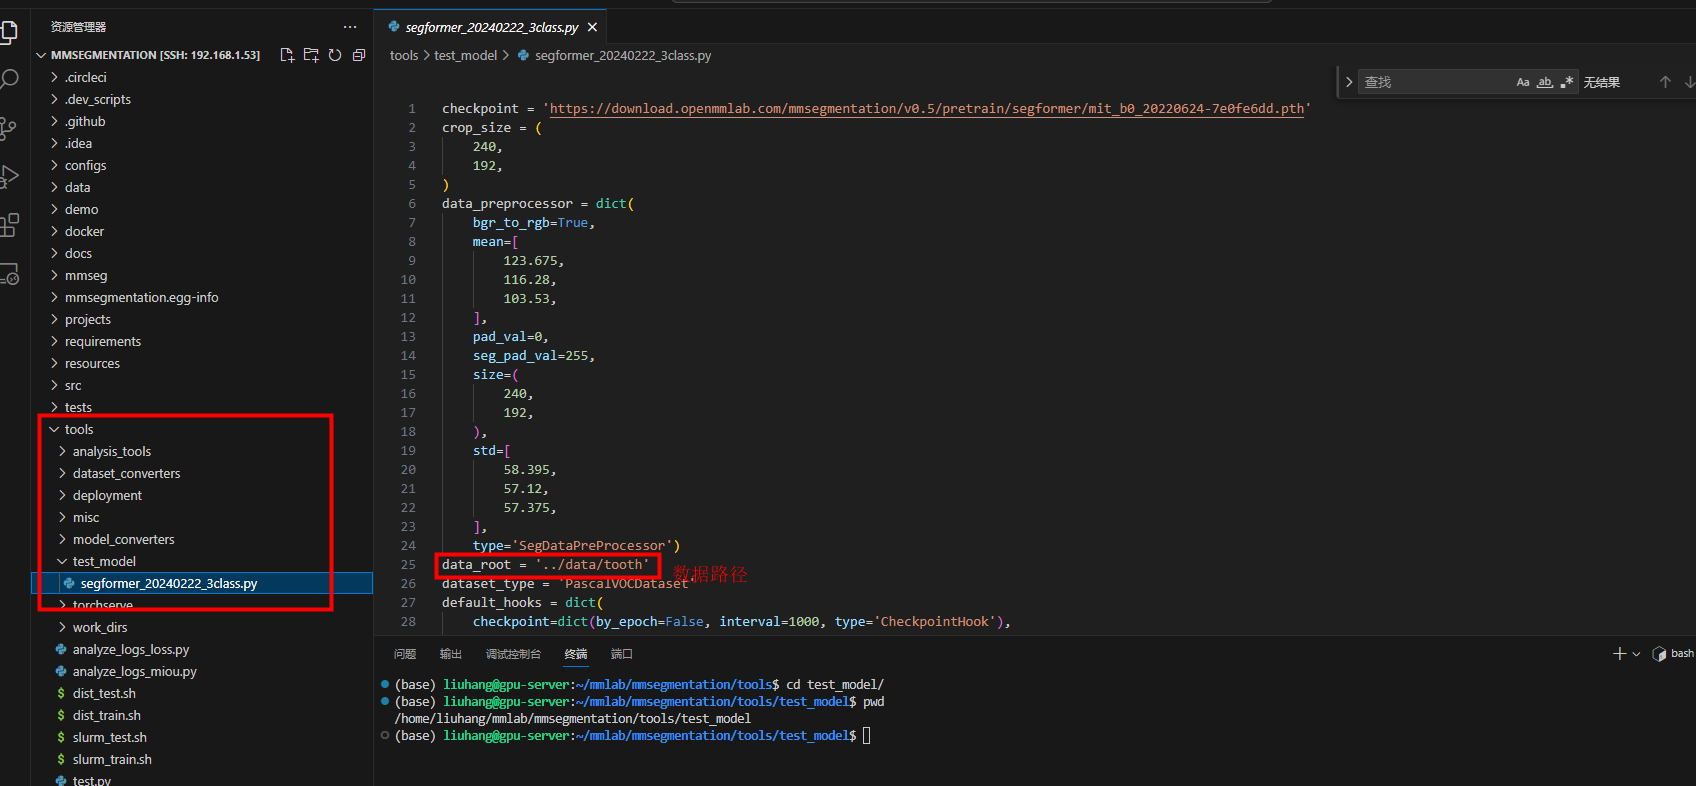 资源管理器
MMSEGMENTATION [SSH: 192.168.1.53]
.circleci
.dev_scripts
.github
.idea
configs
data
demo
docker
docs
mmseg
mmsegmentation.egg-info
projects
requirements
resources
src
tests
tools
analysis_tools
dataset_converters
deployment
misc
model_converters
test_model
segformer_20240222_3class.py
torchserve
work_dirs
analyze_logs_loss.py
analyze_logs_miou.py
$ dist_test.sh
$ dist_train.sh
$ slurm_test.sh
$ slurm_train.sh
test.py
segformer_20240222_3class.py
tools > test_model > segformer_20240222_3class.py
查找 Aa ab .* 无结果
1 checkpoint = 'https://download.openmmlab.com/mmsegmentation/v0.5/pretrain/segformer/mit_b0_20220624-7e0fe6dd.pth'
2 crop_size = (
3 240,
4 192,
5 )
6 data_preprocessor = dict(
7 bgr_to_rgb=True,
8 mean=[
9 123.675,
10 116.28,
11 103.53,
12 ],
13 pad_val=0,
14 seg_pad_val=255,
15 size=(
16 240,
17 192,
18 ),
19 std=[
20 58.395,
21 57.12,
22 57.375,
23 ],
24 type='SegDataPreProcessor')
25 data_root = '../data/tooth'
数据路径
26 dataset_type = 'PascalVOCDataset'
27 default_hooks = dict(
28 checkpoint=dict(by_epoch=False, interval=1000, type='CheckpointHook'),
问题 输出 调试控制台 终端 端口
bash
(base) liuhang@gpu-server:~/mmlab/mmsegmentation/tools$ cd test_model/
(base) liuhang@gpu-server:~/mmlab/mmsegmentation/tools/test_model$ pwd
/home/liuhang/mmlab/mmsegmentation/tools/test_model
(base) liuhang@gpu-server:~/mmlab/mmsegmentation/tools/test_model$